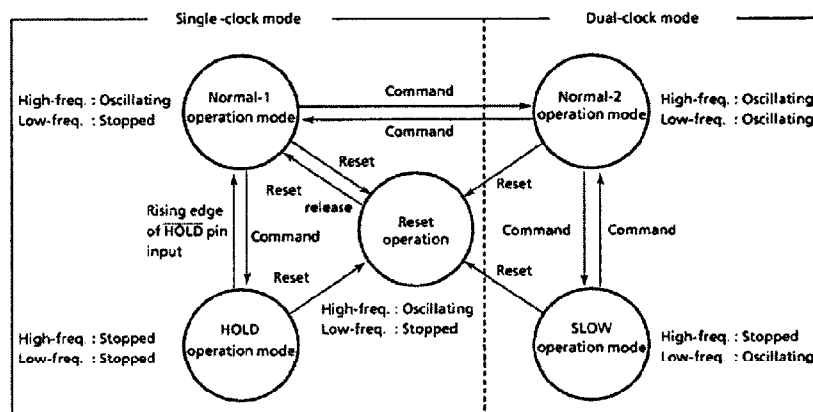 Single-clock mode
Dual-clock mode
High-freq. : Oscillating
Low-freq. : Stopped
Normal-1
operation mode
Command
Command
Normal-2
operation mode
High-freq. : Oscillating
Low-freq. : Oscillating
Reset
Reset
release
Reset
Reset
operation
Rising edge
of HOLD pin
input
Command
Command
Command
Reset
Reset
High-freq. : Oscillating
Low-freq. : Stopped
High-freq. : Stopped
Low-freq. : Stopped
HOLD
operation mode
SLOW
operation mode
High-freq. : Stopped
Low-freq. : Oscillating